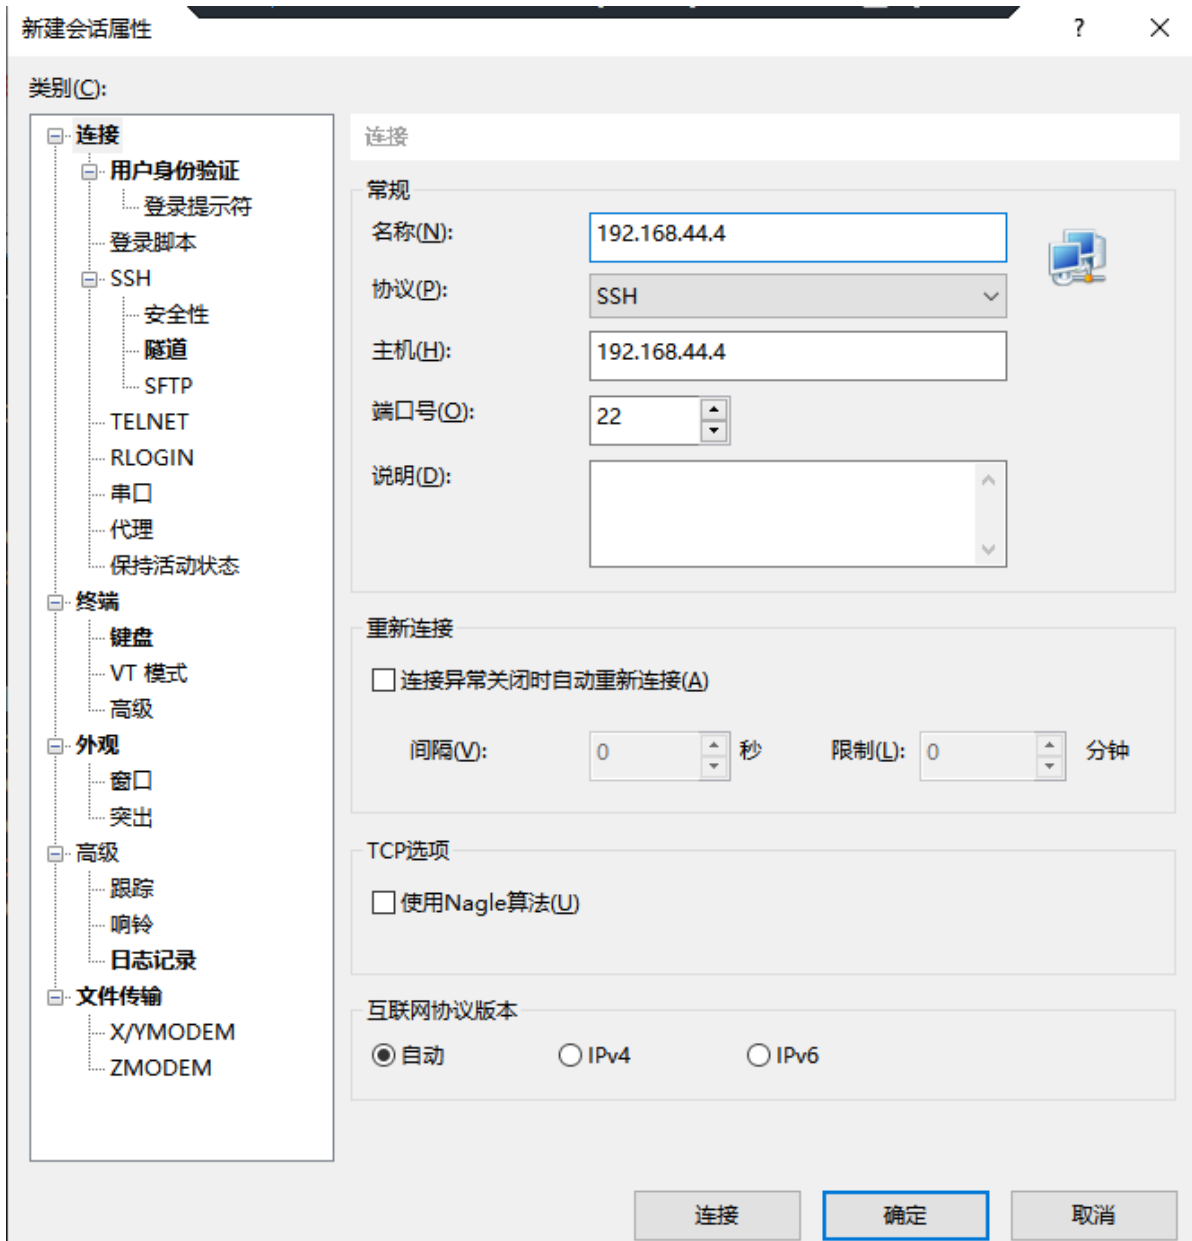 新建会话属性
?
类别(C):
连接
用户身份验证
登录提示符
登录脚本
SSH
安全性
隧道
SFTP
TELNET
RLOGIN
串口
代理
保持活动状态
终端
键盘
VT 模式
高级
外观
窗口
突出
高级
跟踪
响铃
日志记录
文件传输
X/YMODEM
ZMODEM
连接
常规
名称(N): 192.168.44.4
协议(P): SSH
主机(H): 192.168.44.4
端口号(O): 22
说明(D):
重新连接
连接异常关闭时自动重新连接(A)
间隔(V): 0 秒 限制(L): 0 分钟
TCP选项
使用Nagle算法(U)
互联网协议版本
自动 IPv4 IPv6
连接 确定 取消